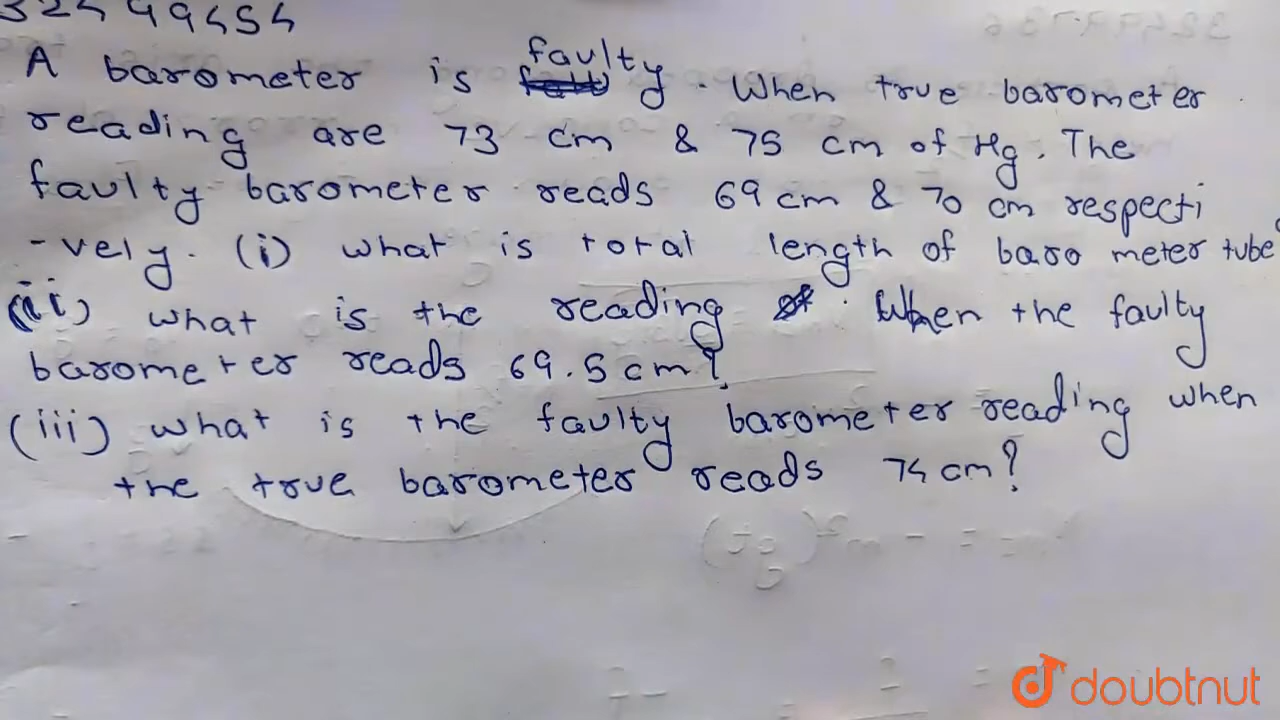 32449454
A barometer is faulty. When true barometer
reading are 73 cm & 75 cm of Hg. The
faulty barometer reads 69 cm & 70 cm respecti
-vely. (i) what is total length of baro meter tube
(ii) what is the reading . When the faulty
barometer reads 69.5 cm?
(iii) what is the faulty barometer reading when
the true barometer reads 74 cm?
doubtnut